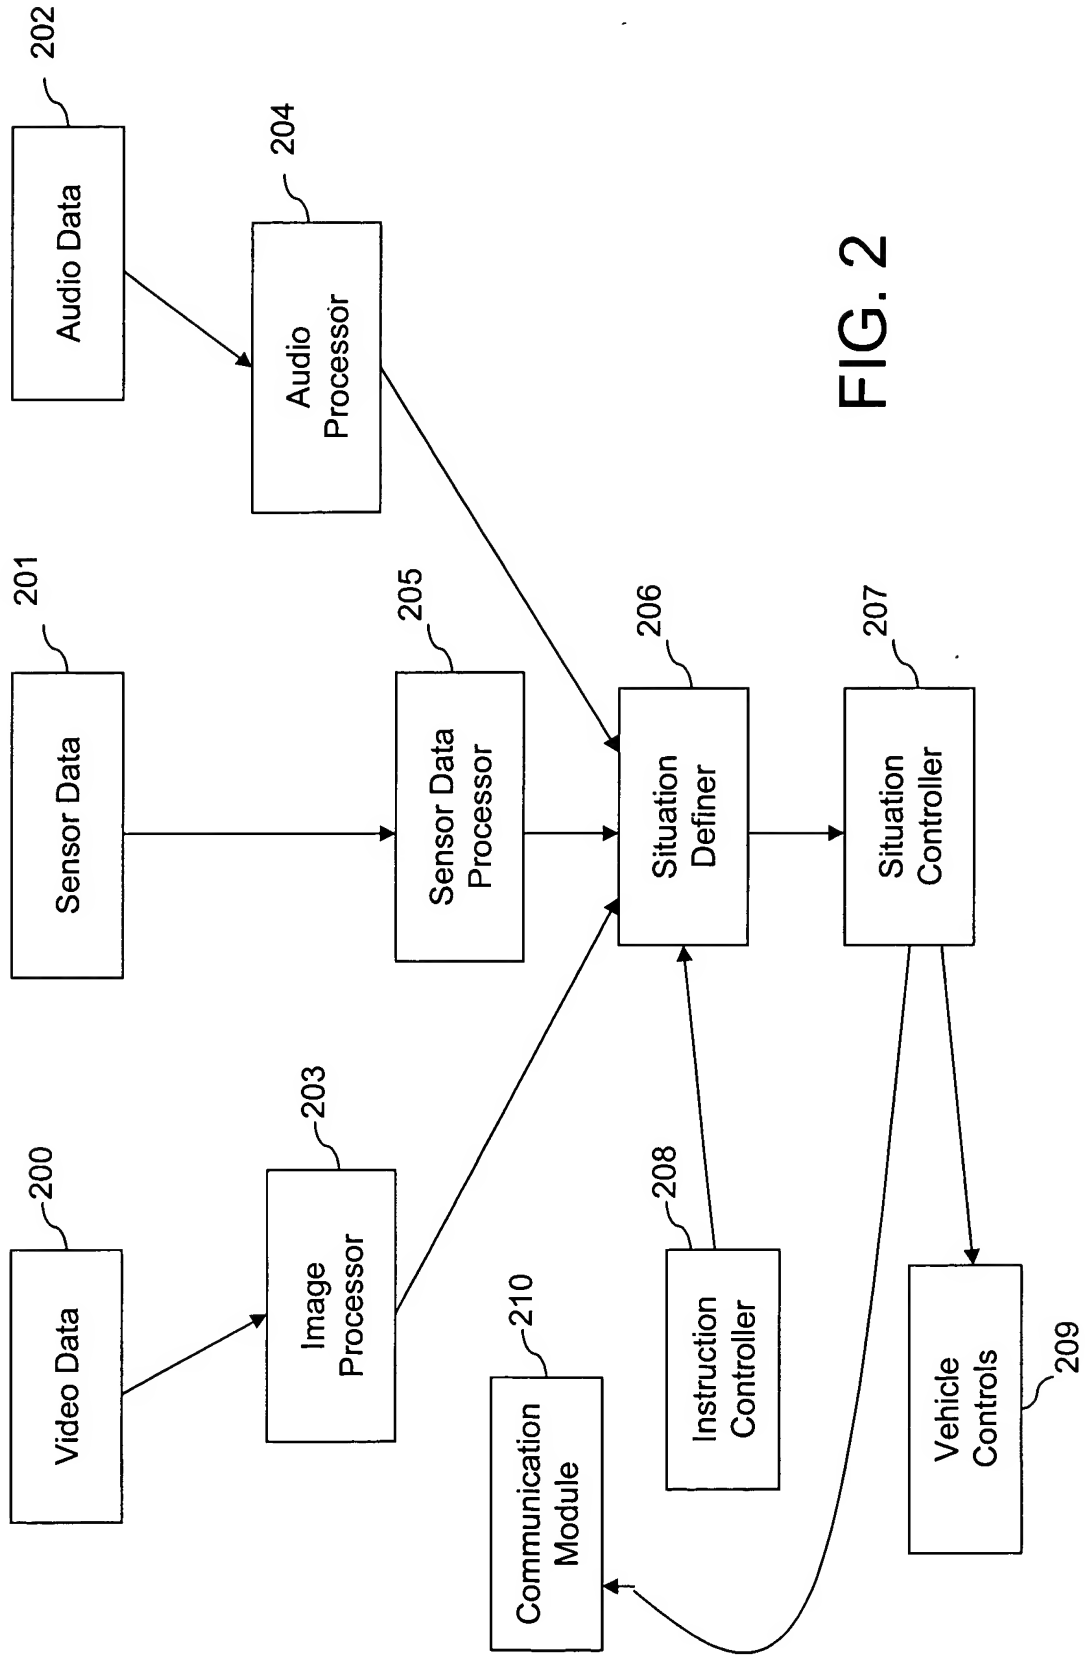 Video Data
200
Sensor Data
201
Audio Data
202
Image
Processor
203
Audio
Processor
204
Sensor Data
Processor
205
Communication
Module
210
Situation
Definer
206
Instruction
Controller
208
Situation
Controller
207
Vehicle
Controls
209
FIG. 2